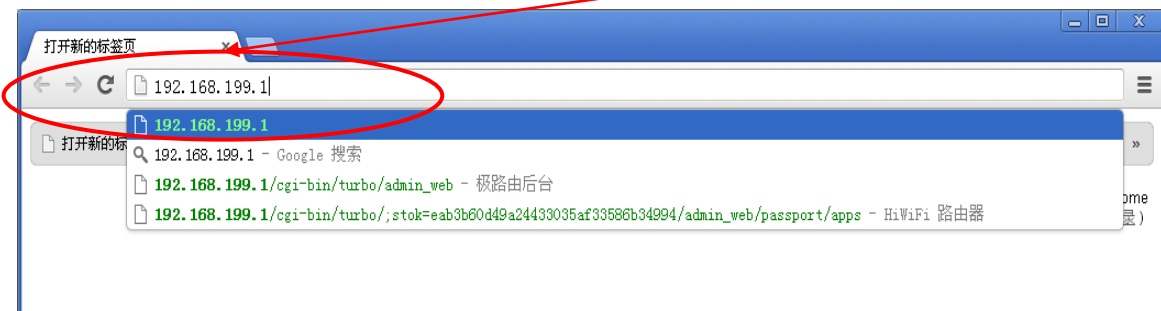 打开新的标签页
192.168.199.1
192.168.199.1
打开新的标
192.168.199.1 - Google 搜索
192.168.199.1/cgi-bin/turbo/admin_web - 极路由后台
192.168.199.1/cgi-bin/turbo/;stok=eab3b60d49a24433035af33586b34994/admin_web/passport/apps - HiWiFi 路由器
ome
录)